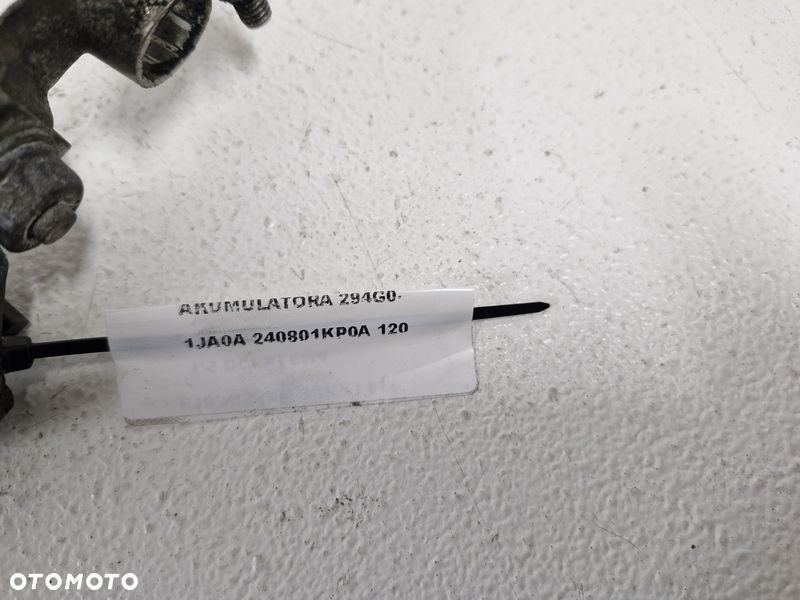 AKUMULATORA 294G0-
1JA0A 240801KP0A 120
OTOMOTO